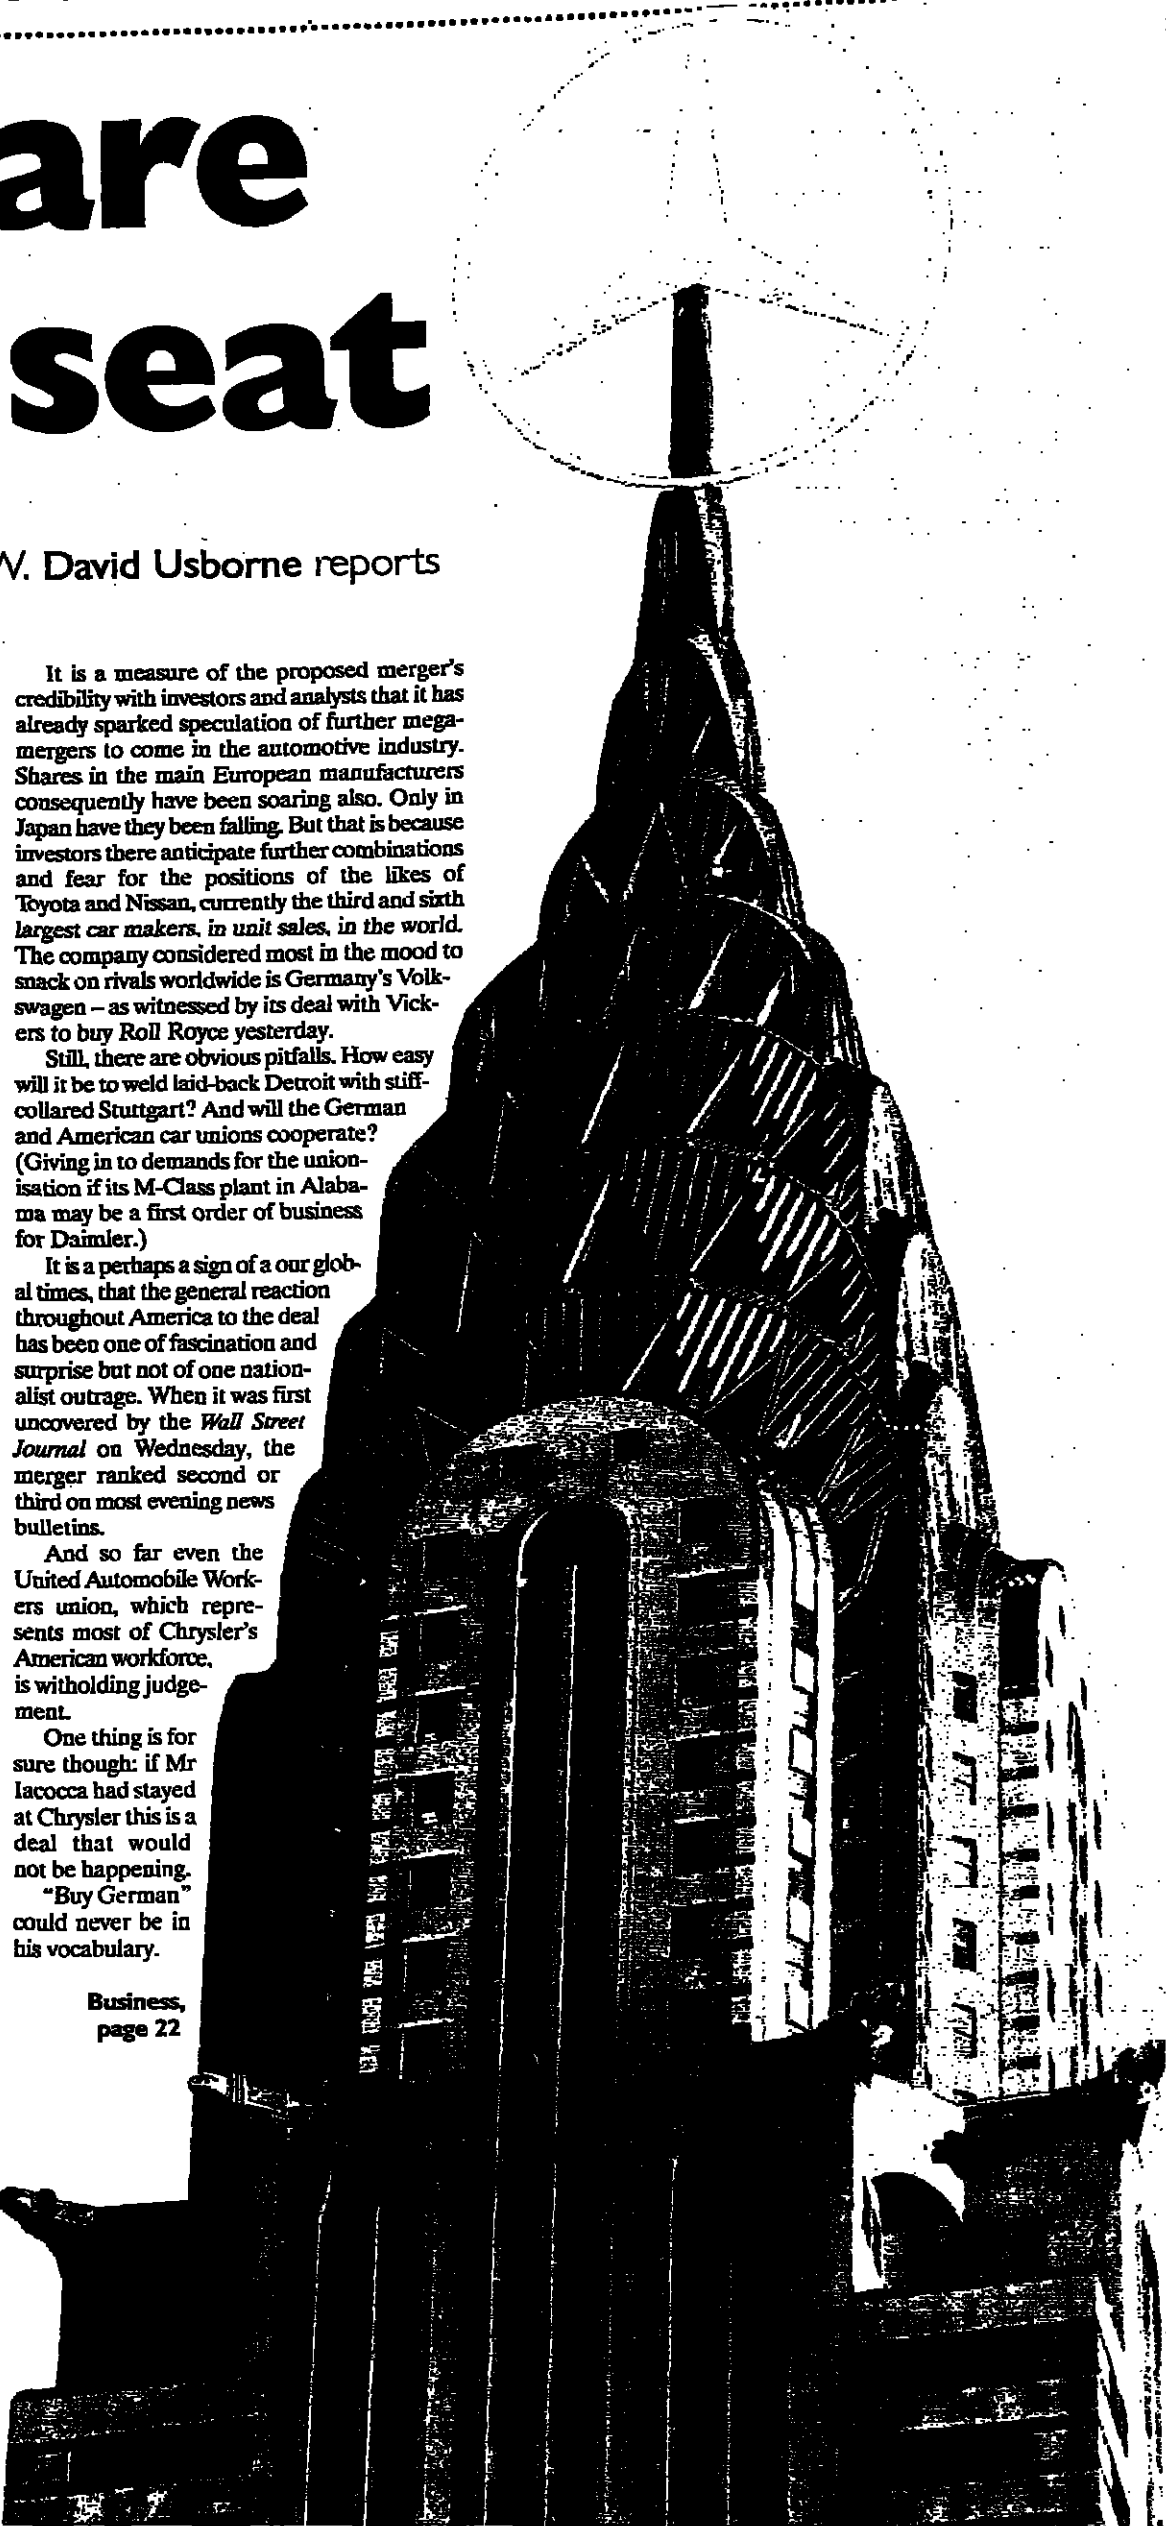 are
seat
W. David Usborne reports
It is a measure of the proposed merger's
credibility with investors and analysts that it has
already sparked speculation of further mega-
mergers to come in the automotive industry.
Shares in the main European manufacturers
consequently have been soaring also. Only in
Japan have they been falling. But that is because
investors there anticipate further combinations
and fear for the positions of the likes of
Toyota and Nissan, currently the third and sixth
largest car makers, in unit sales, in the world.
The company considered most in the mood to
snack on rivals worldwide is Germany's Volk-
swagen – as witnessed by its deal with Vick-
ers to buy Roll Royce yesterday.
Still, there are obvious pitfalls. How easy
will it be to weld laid-back Detroit with stiff-
collared Stuttgart? And will the German
and American car unions cooperate?
(Giving in to demands for the union-
isation if its M-Class plant in Alaba-
ma may be a first order of business
for Daimler.)
It is a perhaps a sign of a our glob-
al times, that the general reaction
throughout America to the deal
has been one of fascination and
surprise but not of one nation-
alist outrage. When it was first
uncovered by the Wall Street
Journal on Wednesday, the
merger ranked second or
third on most evening news
bulletins.
And so far even the
United Automobile Work-
ers union, which repre-
sents most of Chrysler's
American workforce,
is witholding judge-
ment.
One thing is for
sure though: if Mr
Iacocca had stayed
at Chrysler this is a
deal that would
not be happening.
"Buy German"
could never be in
his vocabulary.
Business,
page 22